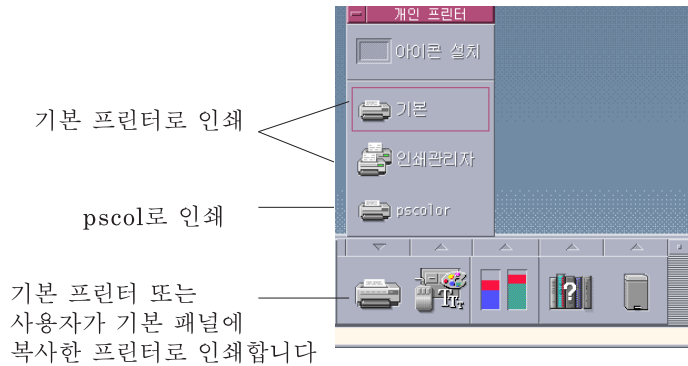 개인 프린터
아이콘 설치
기본
기본 프린터로 인쇄
인쇄관리자
pscolor
pscol로 인쇄
기본 프린터 또는
사용자가 기본 패널에
복사한 프린터로 인쇄합니다